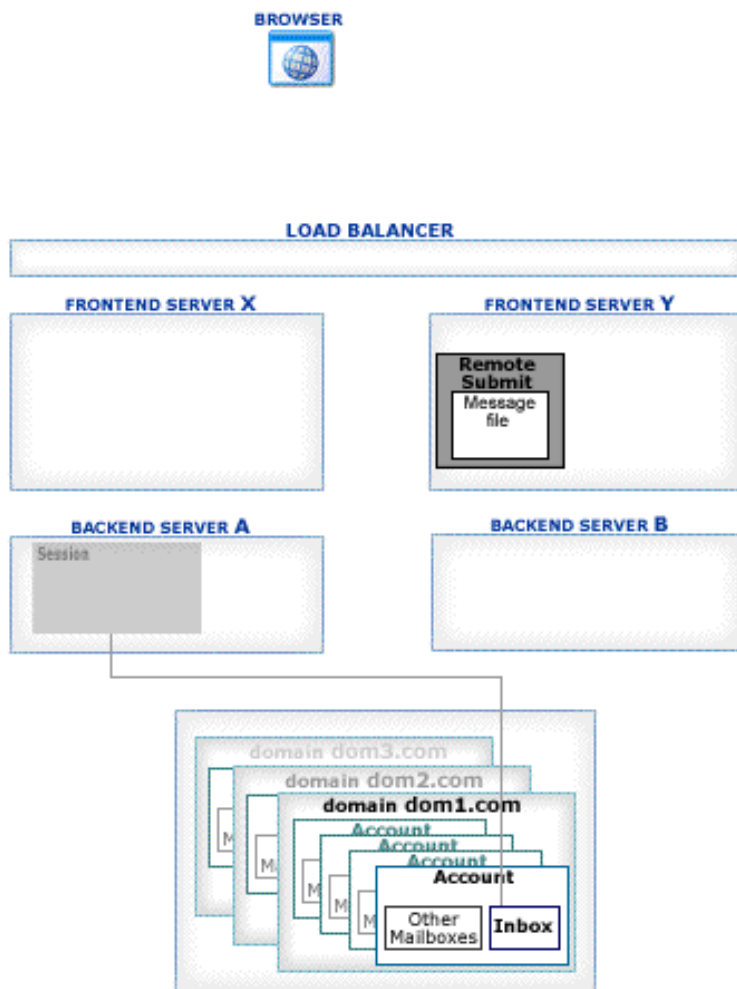 BROWSER
LOAD BALANCER
FRONTEND SERVER X
FRONTEND SERVER Y
Remote
Submit
Message
file
BACKEND SERVER A
BACKEND SERVER B
Session
domain dom3.com
domain dom2.com
domain dom1.com
Account
Account
Account
Account
M
Ma
M
M
M
Other
Mailboxes
Inbox